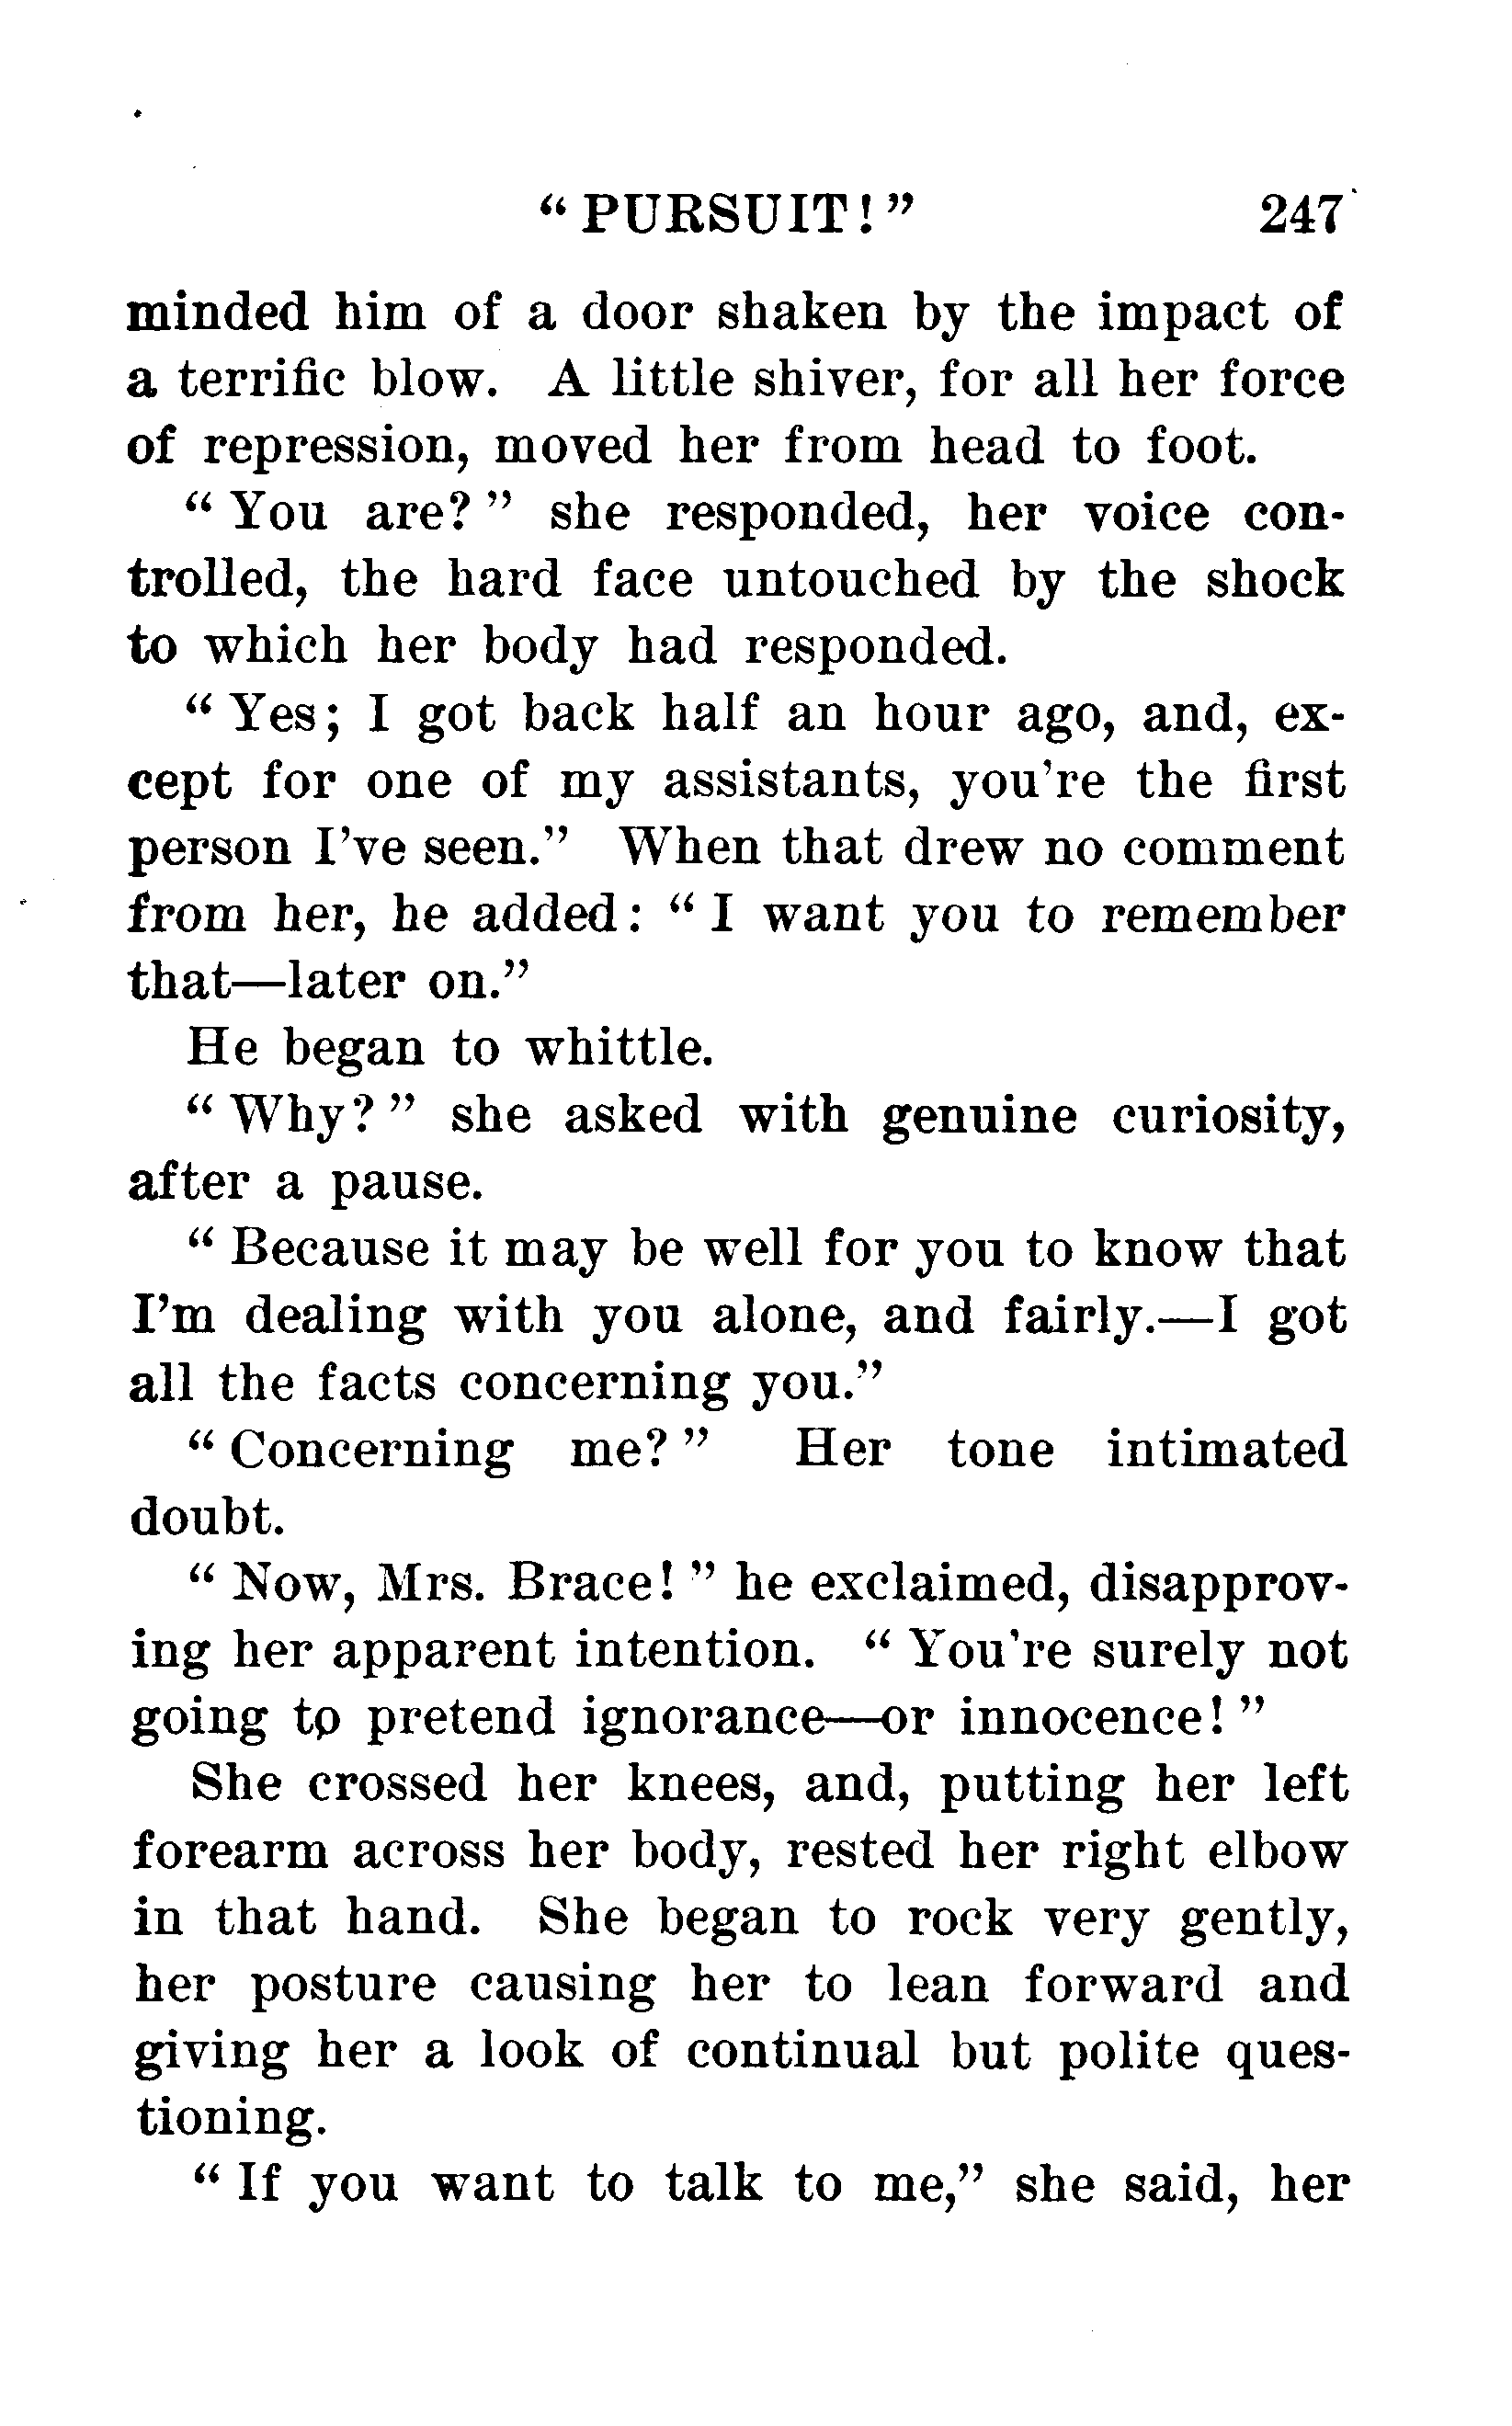 “ PURSUIT! ” 247
minded him of a door shaken by the impact of
a terrific blow. A little shiver, for all her force
of repression, moved her from head to foot.
“ You are? ” she responded, her voice con-
trolled, the hard face untouched by the shock
to which her body had responded.
“ Yes; I got back half an hour ago, and, ex-
cept for one of my assistants, you're the first
person I've seen.” When that drew no comment
from her, he added: “ I want you to remember
that—later on.”
He began to whittle.
“ Why? ” she asked with genuine curiosity,
after a pause.
“ Because it may be well for you to know that
I'm dealing with you alone, and fairly.—I got
all the facts concerning you.”
“ Concerning me? ” Her tone intimated
doubt.
“ Now, Mrs. Brace! ” he exclaimed, disapprov-
ing her apparent intention. “ You're surely not
going to pretend ignorance—or innocence! ”
She crossed her knees, and, putting her left
forearm across her body, rested her right elbow
in that hand. She began to rock very gently,
her posture causing her to lean forward and
giving her a look of continual but polite ques-
tioning.
“ If you want to talk to me,” she said, her